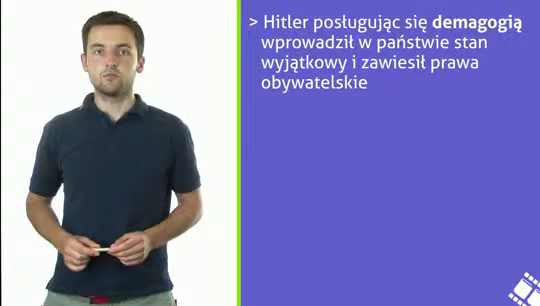 > Hitler posługując się demagogią
wprowadził w państwie stan
wyjątkowy i zawiesił prawa
obywatelskie